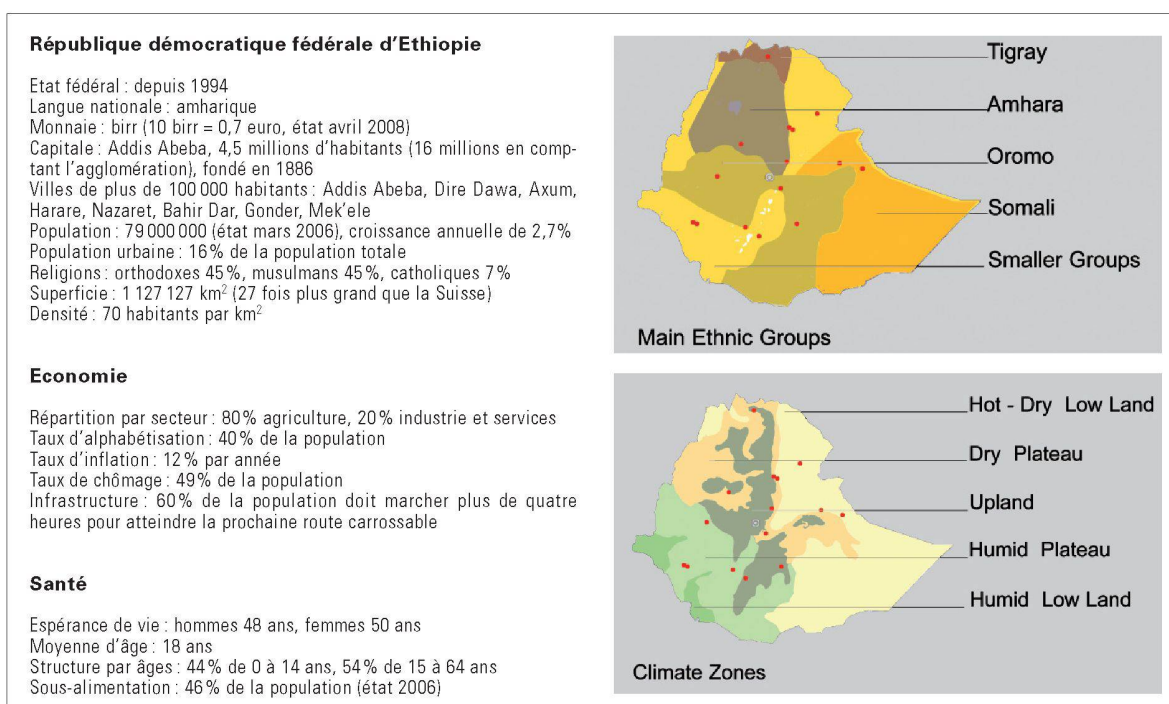 République démocratique fédérale d'Ethiopie
Etat fédéral : depuis 1994
Langue nationale : amharique
Monnaie : birr (10 birr = 0,7 euro, état avril 2008)
Capitale : Addis Abeba, 4,5 millions d'habitants (16 millions en comp-
tant l'agglomération), fondé en 1886
Villes de plus de 100 000 habitants : Addis Abeba, Dire Dawa, Axum,
Harare, Nazaret, Bahir Dar, Gonder, Mek'ele
Population : 79 000 000 (état mars 2006), croissance annuelle de 2,7%
Population urbaine : 16% de la population totale
Religions : orthodoxes 45%, musulmans 45%, catholiques 7%
Superficie : 1 127 127 km² (27 fois plus grand que la Suisse)
Densité : 70 habitants par km²
Economie
Répartition par secteur : 80% agriculture, 20% industrie et services
Taux d'alphabétisation : 40% de la population
Taux d'inflation : 12% par année
Taux de chômage : 49% de la population
Infrastructure : 60% de la population doit marcher plus de quatre
heures pour atteindre la prochaine route carrossable
Santé
Espérance de vie : hommes 48 ans, femmes 50 ans
Moyenne d'âge : 18 ans
Structure par âges : 44% de 0 à 14 ans, 54% de 15 à 64 ans
Sous-alimentation : 46% de la population (état 2006)
Tigray
Amhara
Oromo
Somali
Smaller Groups
Main Ethnic Groups
Hot - Dry Low Land
Dry Plateau
Upland
Humid Plateau
Humid Low Land
Climate Zones